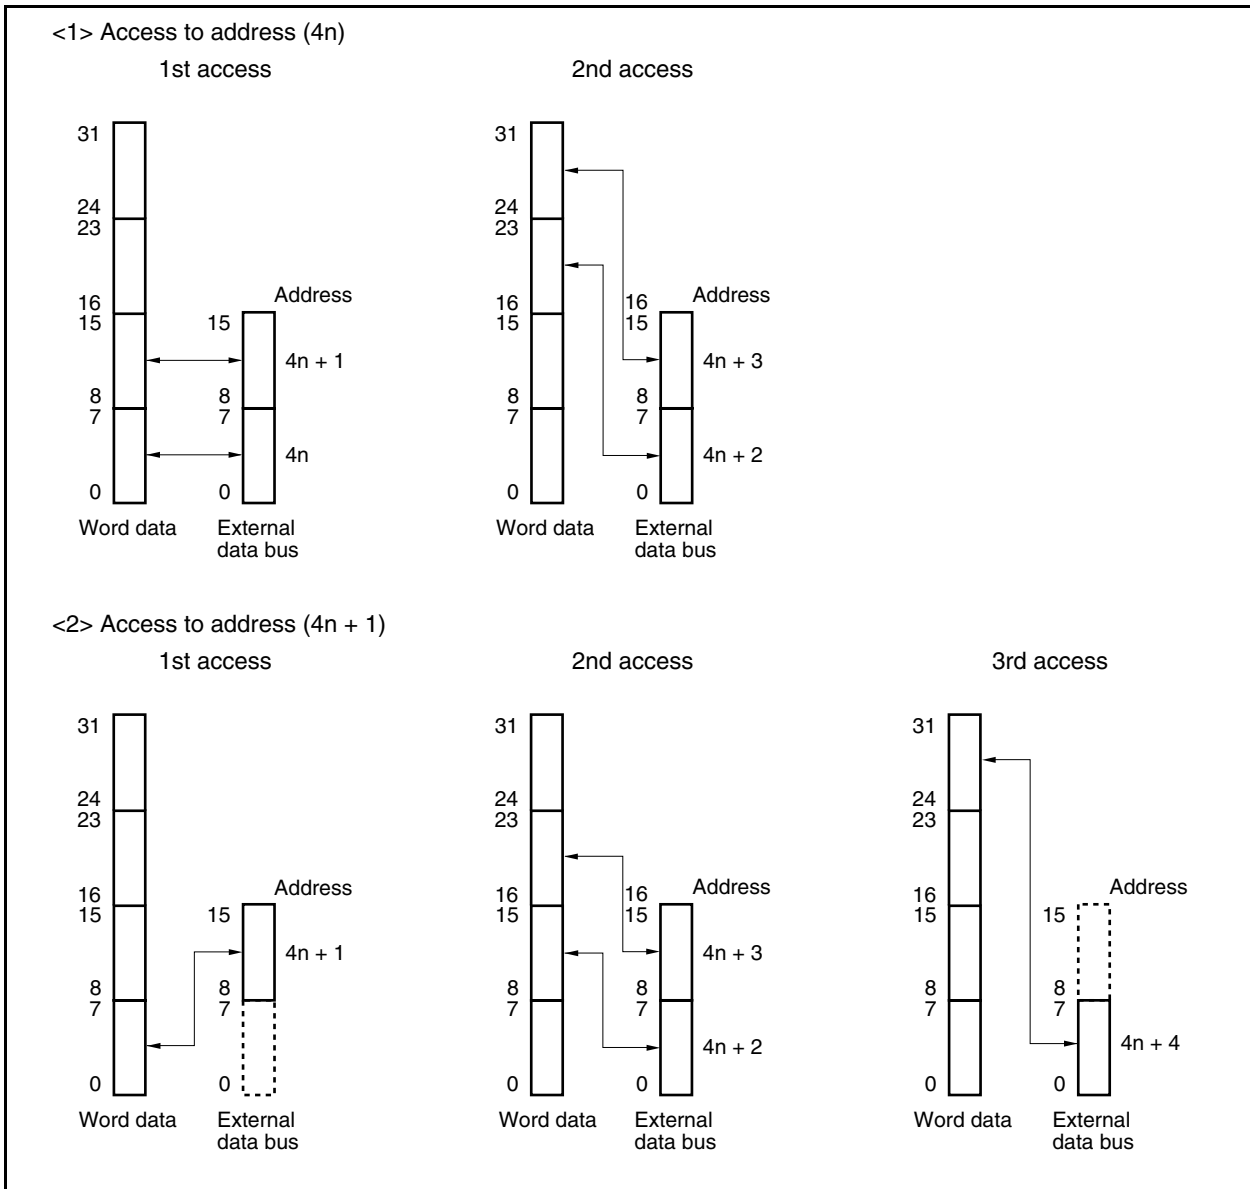 <1> Access to address (4n)
1st access 2nd access
31 31
24 24
23 23
16 Address 16 16 Address
15 15 15 15
4n + 1 4n + 3
8 8 8 8
7 7 7 7
4n 4n + 2
0 0 0 0
Word data External Word data External
data bus data bus
<2> Access to address (4n + 1)
1st access 2nd access 3rd access
31 31 31
24 24 24
23 23 23
16 Address 16 16 Address 16 Address
15 15 15 15 15 15
4n + 1 4n + 3
8 8 8 8 8 8
7 7 7 7 7 7
4n + 2 4n + 4
0 0 0 0 0 0
Word data External Word data External Word data External
data bus data bus data bus